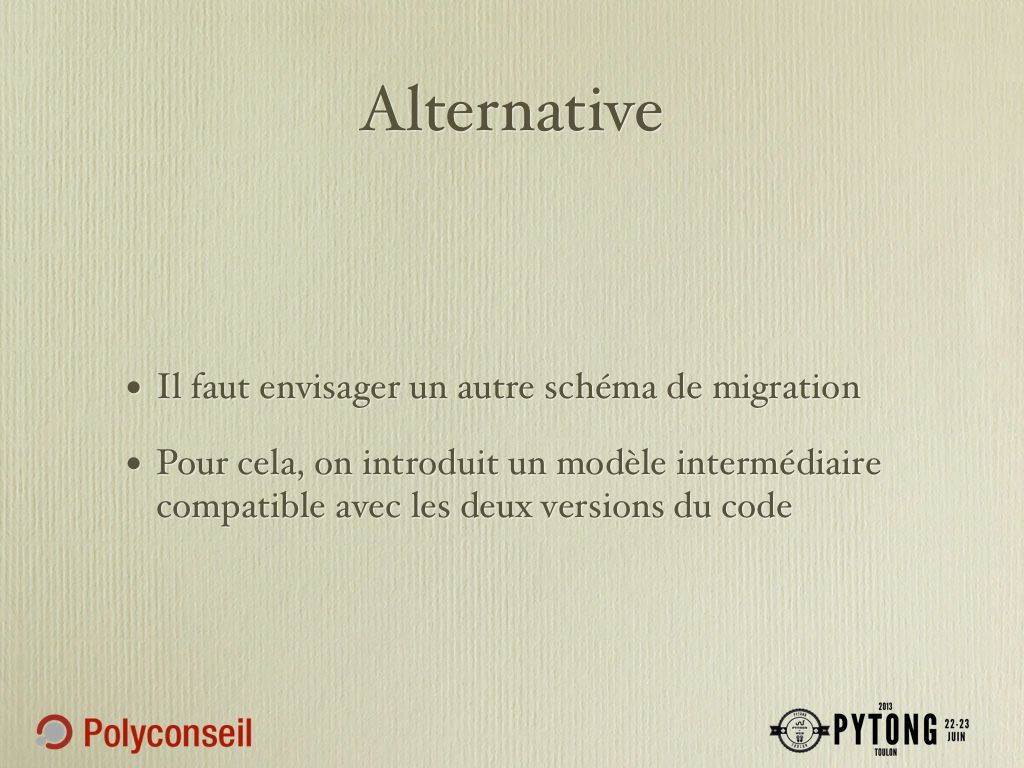 Alternative
• Il faut envisager un autre schéma de migration
• Pour cela, on introduit un modèle intermédiaire
compatible avec les deux versions du code
Polyconseil
2013
PYTONG
TOULON
22-23
JUIN